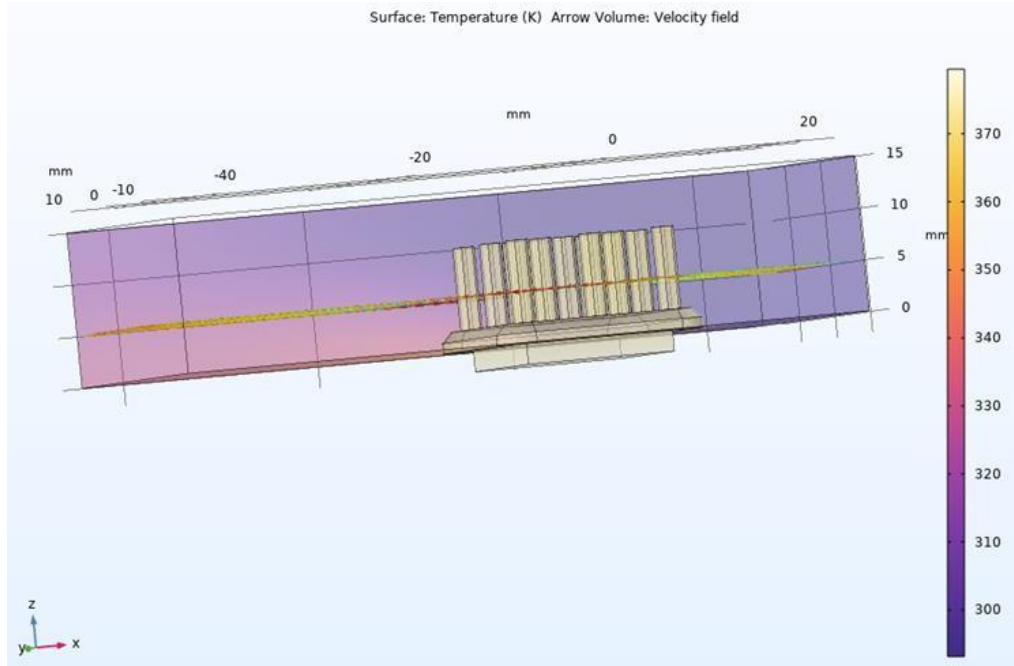 Surface: Temperature (K) Arrow Volume: Velocity field
mm
20
0
-20
-40
mm
10 0 -10
15
10
mm
5
0
370
360
350
340
330
320
310
300
z
y x